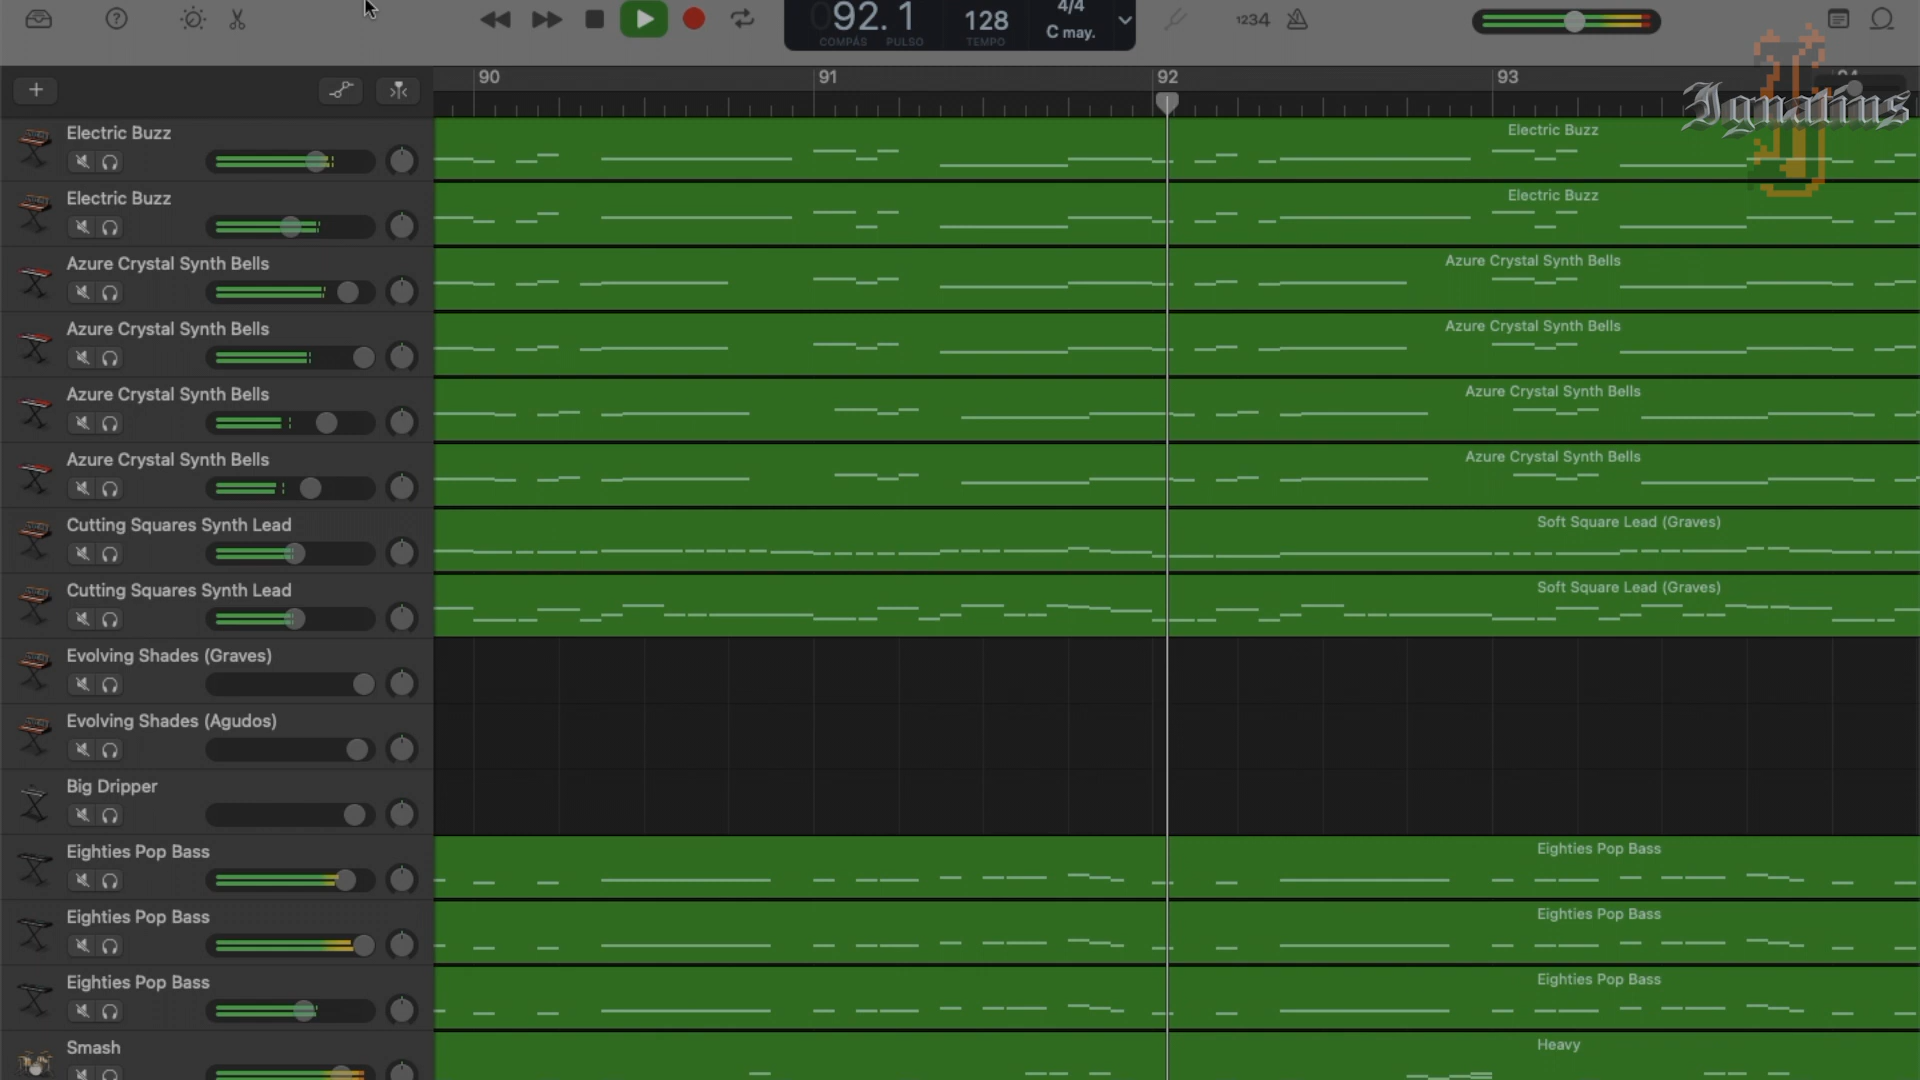 92.1
COMPÁS PULSO
128
TEMPO
4/4
C may.
1234
90
91
92
93
Ignatius
Electric Buzz
Electric Buzz
Electric Buzz
Electric Buzz
Azure Crystal Synth Bells
Azure Crystal Synth Bells
Azure Crystal Synth Bells
Azure Crystal Synth Bells
Azure Crystal Synth Bells
Azure Crystal Synth Bells
Azure Crystal Synth Bells
Azure Crystal Synth Bells
Cutting Squares Synth Lead
Soft Square Lead (Graves)
Cutting Squares Synth Lead
Soft Square Lead (Graves)
Evolving Shades (Graves)
Evolving Shades (Agudos)
Big Dripper
Eighties Pop Bass
Eighties Pop Bass
Eighties Pop Bass
Eighties Pop Bass
Eighties Pop Bass
Eighties Pop Bass
Smash
Heavy